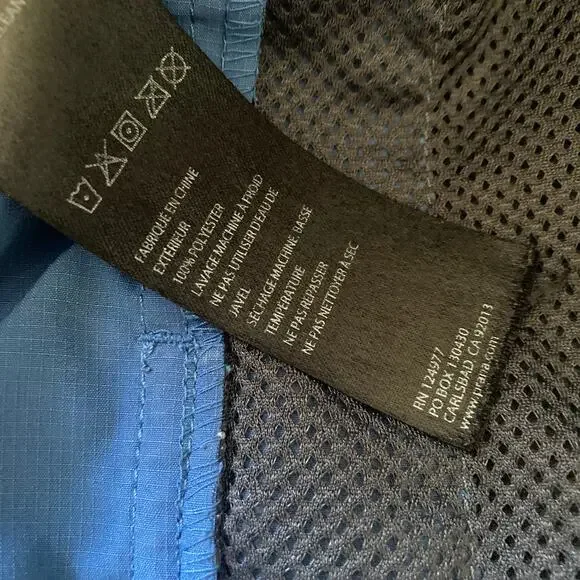 LEAN
FABRIQUÉ EN CHINE
EXTÉRIEUR
100% POLYESTER
LAVAGE MACHINE À FROID
NE PAS UTILISER D'EAU DE
JAVEL
SÉCHAGE MACHINE BASSE
TEMPÉRATURE
NE PAS REPASSER
NE PAS NETTOYER À SEC
RN 124977
PO BOX 130430
CARLSBAD CA 92013
www.prana.com